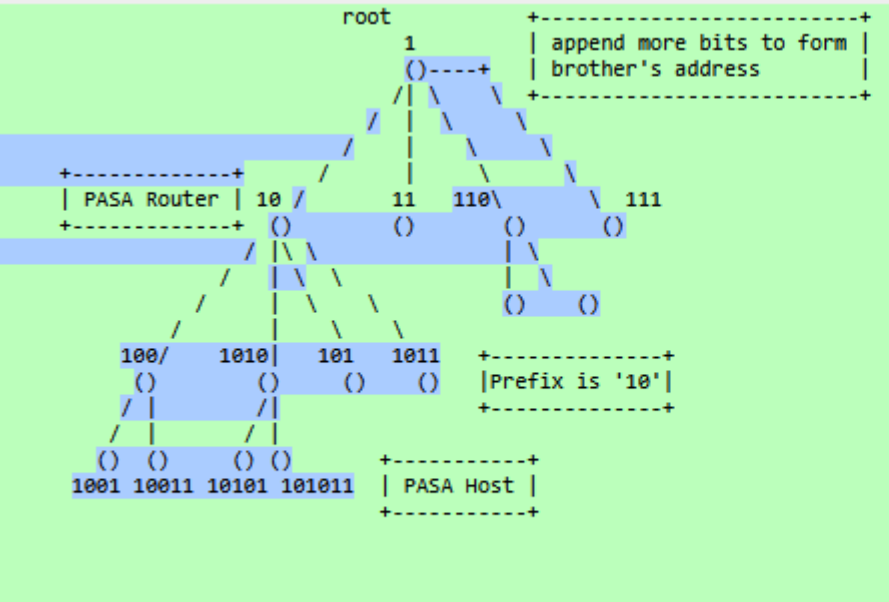 root +--------------------------+
1 | append more bits to form |
()----+ | brother's address |
/| \ \ +--------------------------+
/ | \ \
/ | \ \
+-------------+ / | \ \
| PASA Router | 10 / 11 110\ \ 111
+-------------+ () () () ()
/ |\ \ | \
/ | \ \ | \
/ | \ \ () ()
/ | \ \
100/ 1010| 101 1011 +--------------+
() () () () |Prefix is '10'|
/ | /| +--------------+
/ | / |
() () () () +-----------+
1001 10011 10101 101011 | PASA Host |
+-----------+